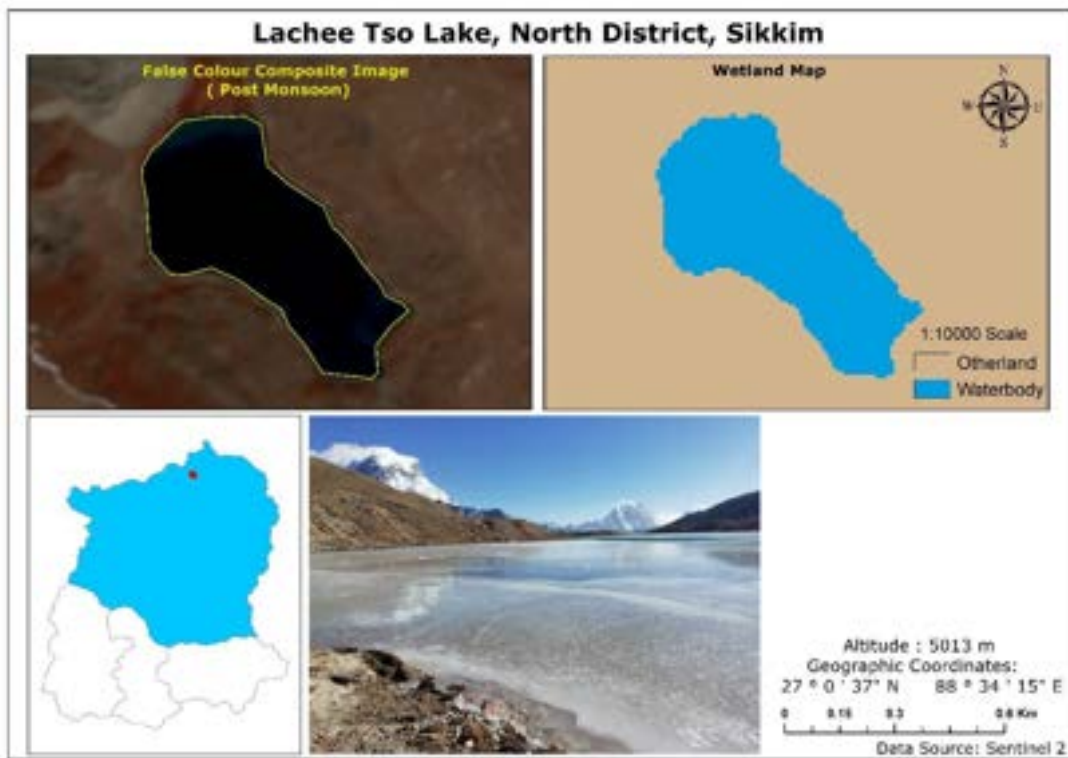 Lachee Tso Lake, North District, Sikkim
False Colour Composite Image
( Post Monsoon)
Wetland Map
N
W U
S
1:10000 Scale
Otherland
Waterbody
Altitude : 5013 m
Geographic Coordinates:
27 º 0 ' 37" N 88 º 34 ' 15" E
0 0.15 0.3 0.6 Km
Data Source: Sentinel 2